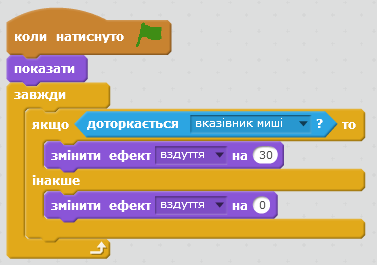 коли натиснуто
показати
завжди
якщо доторкається вказівник миші ? то
змінити ефект вздуття на 30
інакше
змінити ефект вздуття на 0